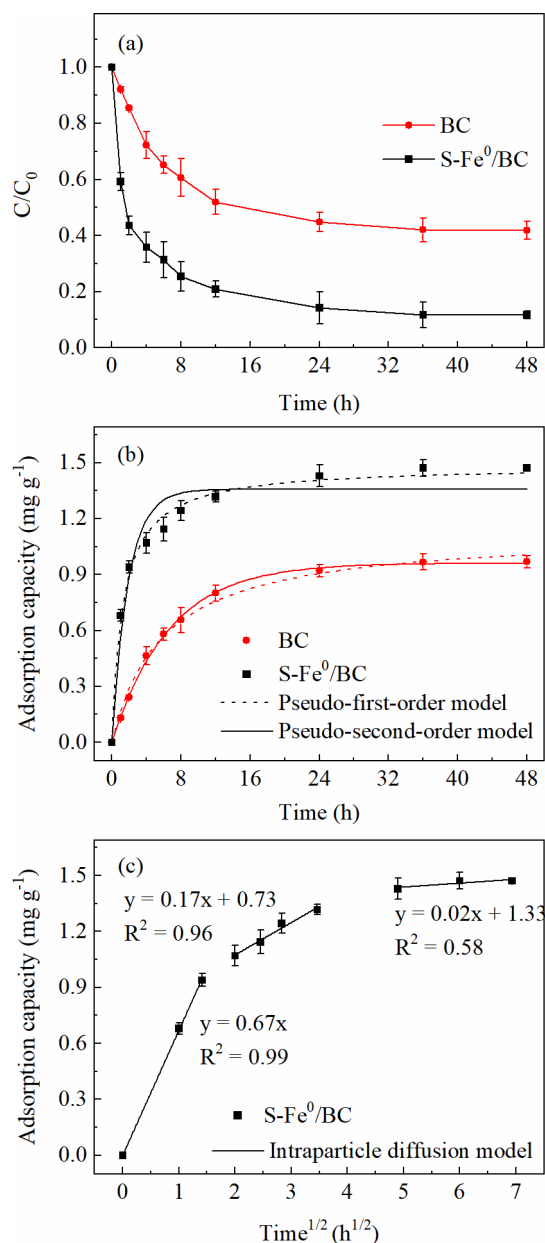 (a)
1.0
0.8
0.6
0.4
0.2
0.0
C/C₀
BC
S-Fe⁰/BC
0 8 16 24 32 40 48
Time (h)
(b)
1.5
1.2
0.9
0.6
0.3
0.0
Adsorption capacity (mg g⁻¹)
BC
S-Fe⁰/BC
Pseudo-first-order model
Pseudo-second-order model
0 8 16 24 32 40 48
Time (h)
(c)
1.8
1.5
1.2
0.9
0.6
0.3
0.0
Adsorption capacity (mg g⁻¹)
y = 0.17x + 0.73
R² = 0.96
y = 0.02x + 1.33
R² = 0.58
y = 0.67x
R² = 0.99
S-Fe⁰/BC
Intraparticle diffusion model
0 1 2 3 4 5 6 7
Time¹ᐟ² (h¹ᐟ²)